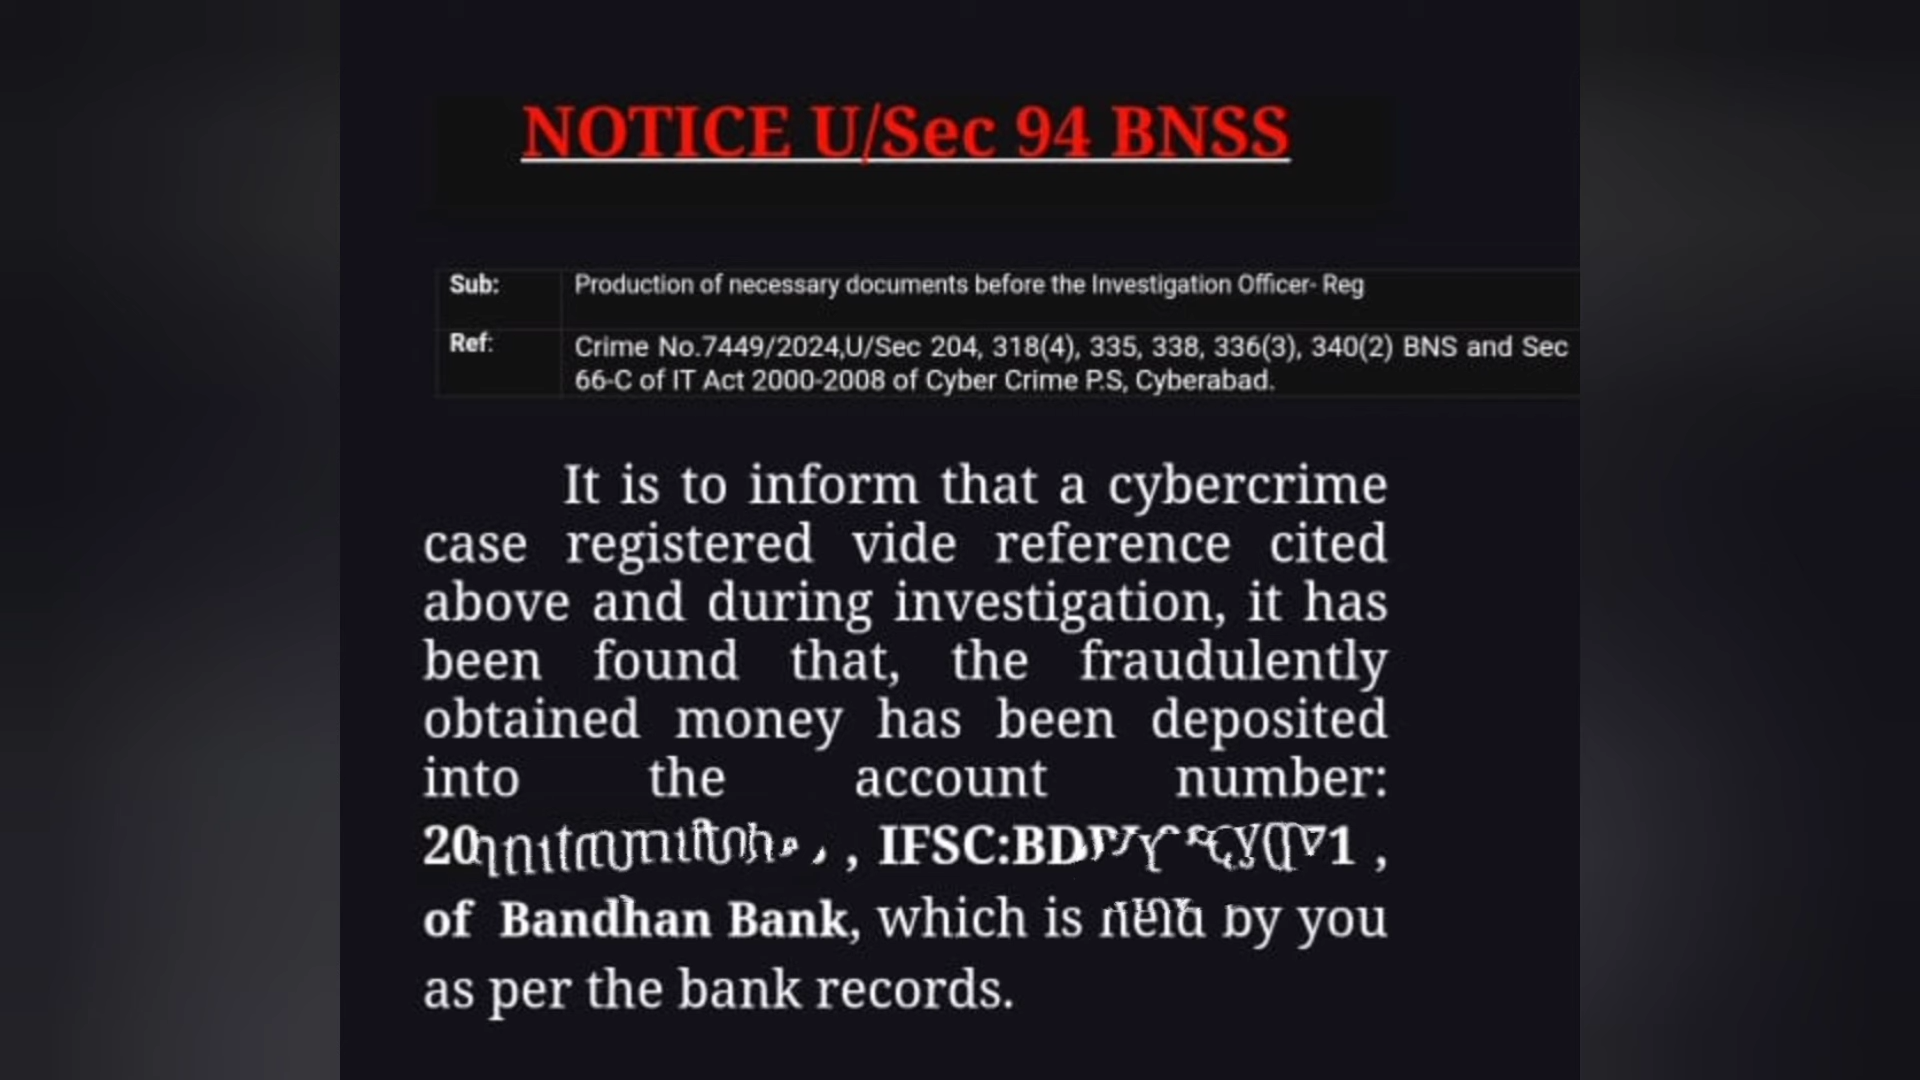 NOTICE U/Sec 94 BNSS
Sub: Production of necessary documents before the Investigation Officer- Reg
Ref: Crime No.7449/2024,U/Sec 204, 318(4), 335, 338, 336(3), 340(2) BNS and Sec
66-C of IT Act 2000-2008 of Cyber Crime P.S, Cyberabad.
It is to inform that a cybercrime
case registered vide reference cited
above and during investigation, it has
been found that, the fraudulently
obtained money has been deposited
into the account number:
, IFSC:
of Bandhan Bank, which is held by you
as per the bank records.